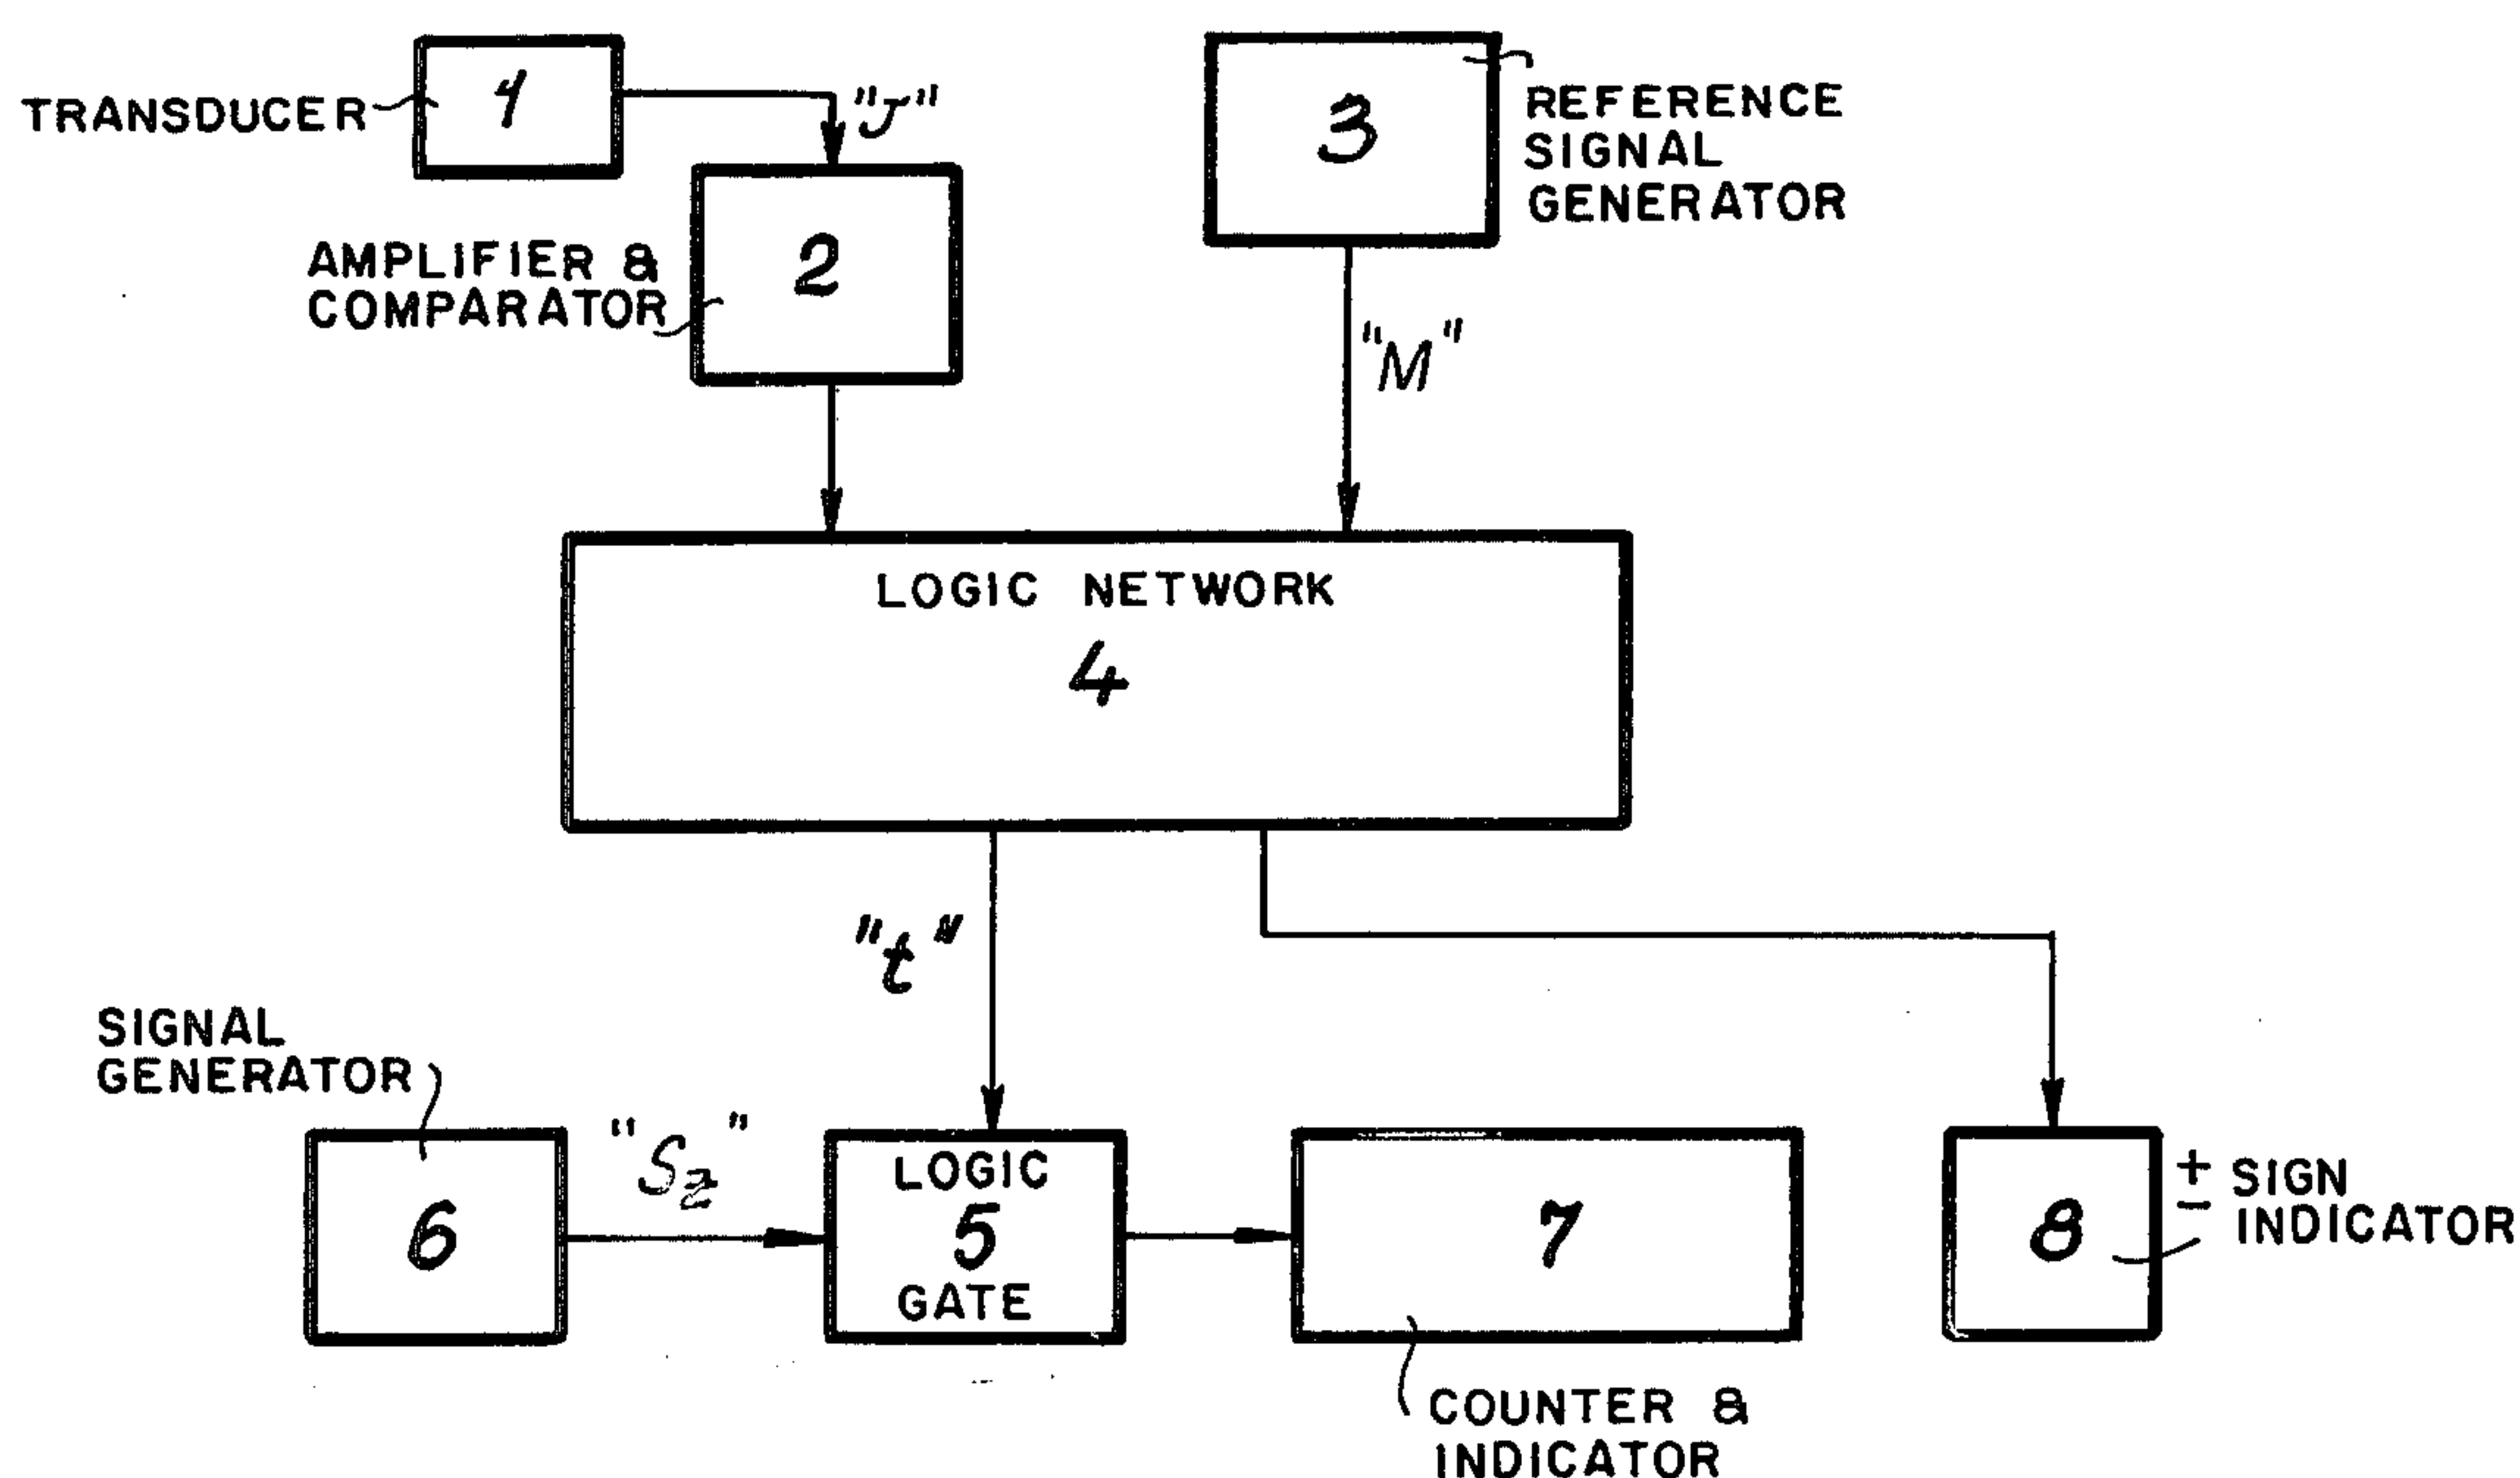 TRANSDUCER
1
"J"
3
REFERENCE
SIGNAL
GENERATOR
AMPLIFIER &
COMPARATOR
2
"M"
LOGIC NETWORK
4
"t"
SIGNAL
GENERATOR
6
"S2"
LOGIC
5
GATE
7
COUNTER &
INDICATOR
8
± SIGN
INDICATOR